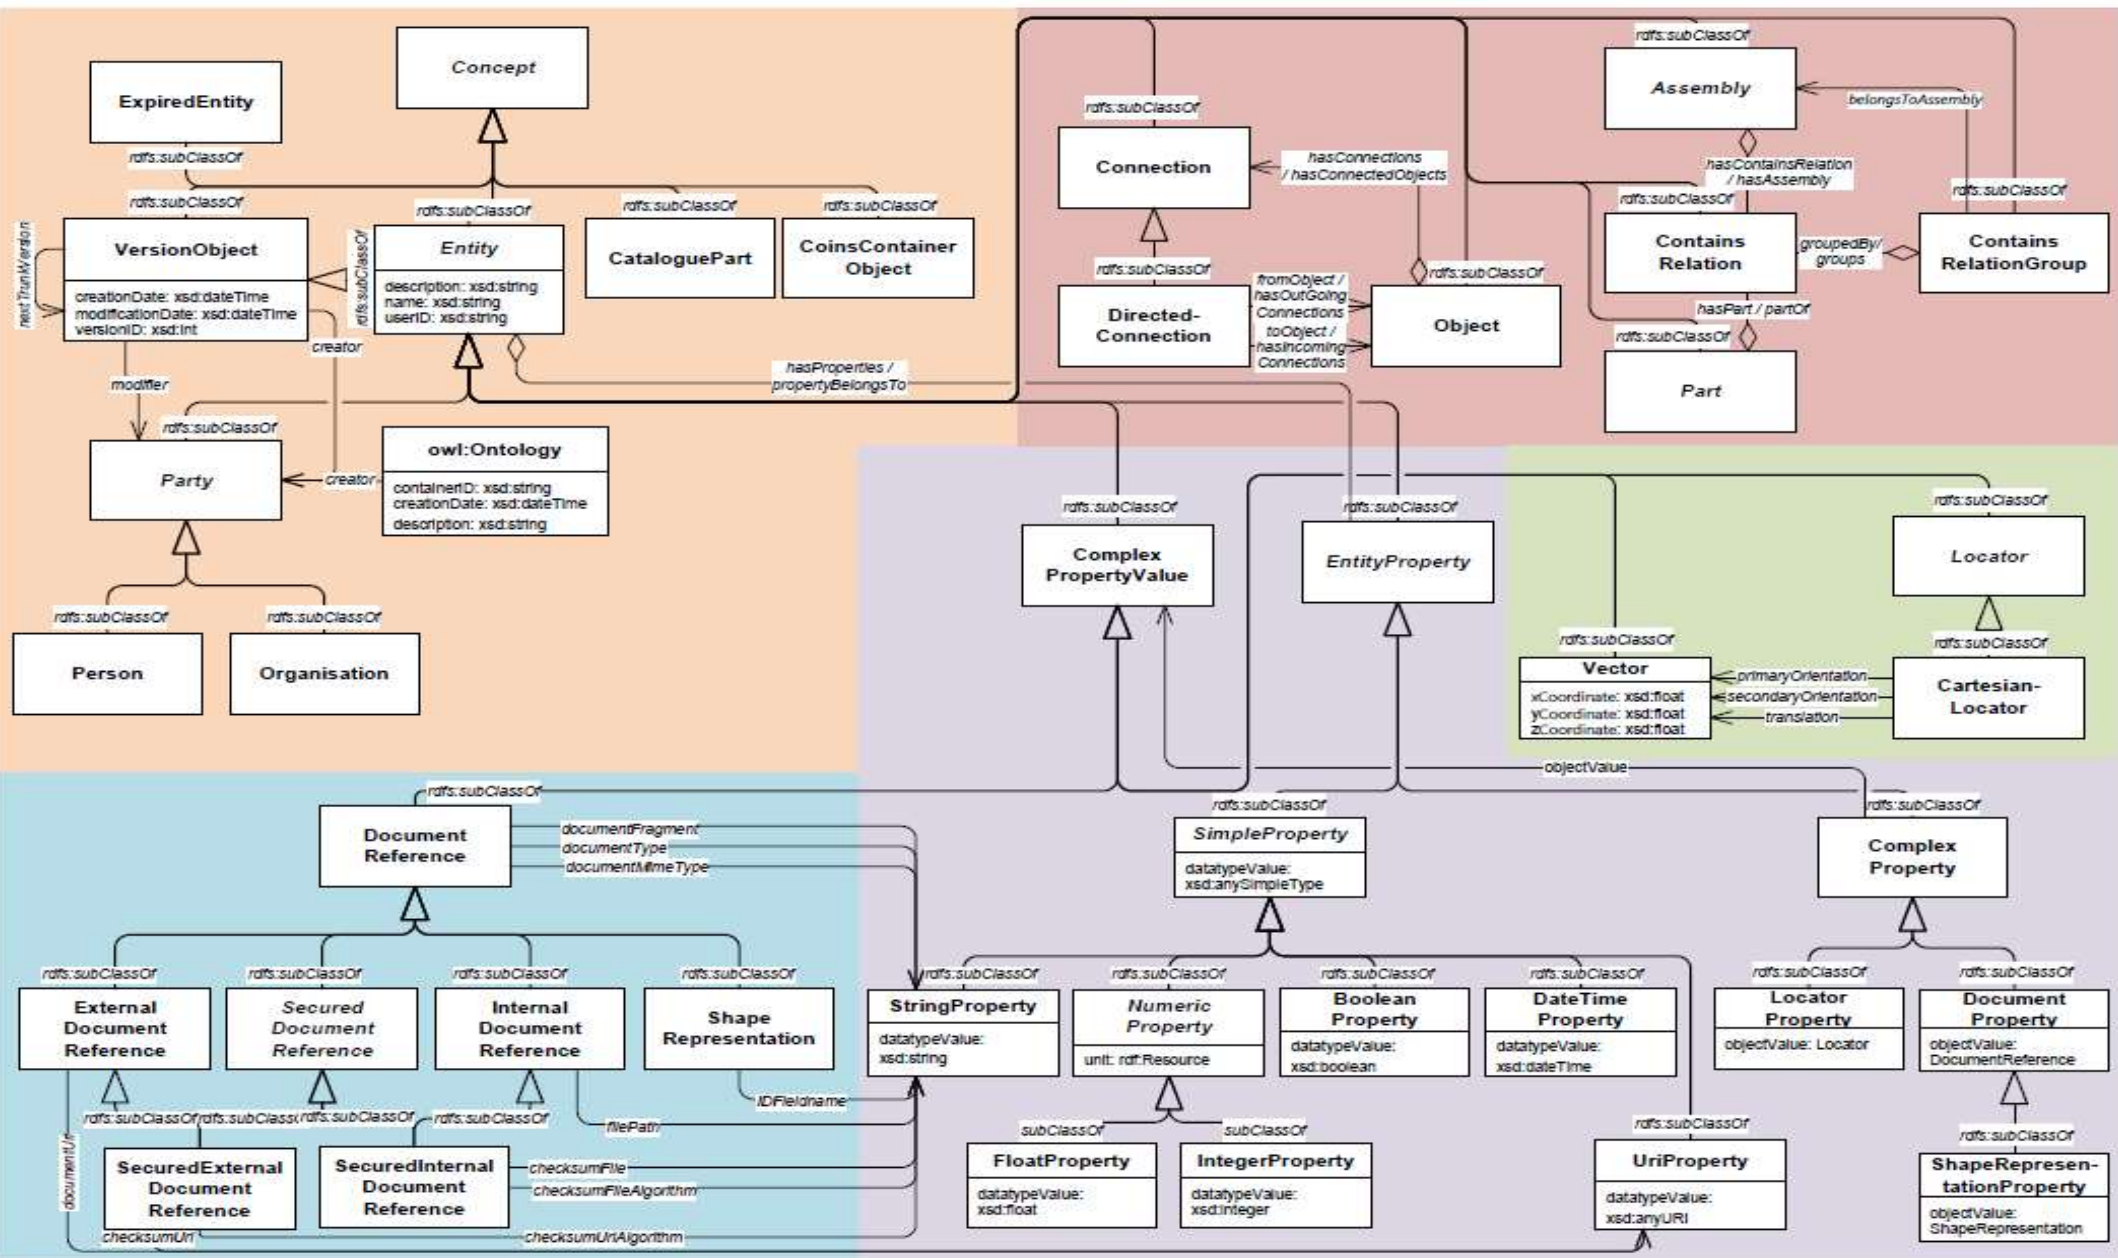 Concept
ExpiredEntity
rdfs:subClassOf
rdfs:subClassOf
rdfs:subClassOf
rdfs:subClassOf
rdfs:subClassOf
nextTrunkVersion
VersionObject
creationDate: xsd:dateTime
modificationDate: xsd:dateTime
versionID: xsd:int
rdfs:subClassOf
Entity
description: xsd:string
name: xsd:string
userID: xsd:string
CataloguePart
CoinsContainer
Object
creator
modifier
hasProperties /
propertyBelongsTo
rdfs:subClassOf
Party
creator
owl:Ontology
containerID: xsd:string
creationDate: xsd:dateTime
description: xsd:string
rdfs:subClassOf
rdfs:subClassOf
Person
Organisation
rdfs:subClassOf
Assembly
belongsToAssembly
rdfs:subClassOf
Connection
hasConnections
/ hasConnectedObjects
hasContainsRelation
/ hasAssembly
rdfs:subClassOf
rdfs:subClassOf
Contains
Relation
groupedBy/
groups
Contains
RelationGroup
rdfs:subClassOf
Directed-
Connection
fromObject /
hasOutGoing
Connections
toObject /
hasIncoming
Connections
rdfs:subClassOf
Object
hasPart / partOf
rdfs:subClassOf
Part
rdfs:subClassOf
Complex
PropertyValue
rdfs:subClassOf
EntityProperty
rdfs:subClassOf
Locator
rdfs:subClassOf
rdfs:subClassOf
Vector
xCoordinate: xsd:float
yCoordinate: xsd:float
zCoordinate: xsd:float
primaryOrientation
secondaryOrientation
translation
Cartesian-
Locator
objectValue
rdfs:subClassOf
Document
Reference
documentFragment
documentType
documentMimeType
rdfs:subClassOf
SimpleProperty
datatypeValue:
xsd:anySimpleType
rdfs:subClassOf
Complex
Property
rdfs:subClassOf
rdfs:subClassOf
rdfs:subClassOf
rdfs:subClassOf
External
Document
Reference
Secured
Document
Reference
Internal
Document
Reference
Shape
Representation
rdfs:subClassOf
StringProperty
datatypeValue:
xsd:string
rdfs:subClassOf
Numeric
Property
unit: rdf:Resource
rdfs:subClassOf
Boolean
Property
datatypeValue:
xsd:boolean
rdfs:subClassOf
DateTime
Property
datatypeValue:
xsd:dateTime
rdfs:subClassOf
Locator
Property
objectValue: Locator
rdfs:subClassOf
Document
Property
objectValue:
DocumentReference
IDFieldname
filePath
rdfs:subClassOf
rdfs:subClass
rdfs:subClassOf
rdfs:subClassOf
documentUri
SecuredExternal
Document
Reference
SecuredInternal
Document
Reference
checksumFile
checksumFileAlgorithm
checksumUri
checksumUriAlgorithm
subClassOf
subClassOf
FloatProperty
datatypeValue:
xsd:float
IntegerProperty
datatypeValue:
xsd:integer
rdfs:subClassOf
UriProperty
datatypeValue:
xsd:anyURI
rdfs:subClassOf
ShapeRepresen-
tationProperty
objectValue:
ShapeRepresentation